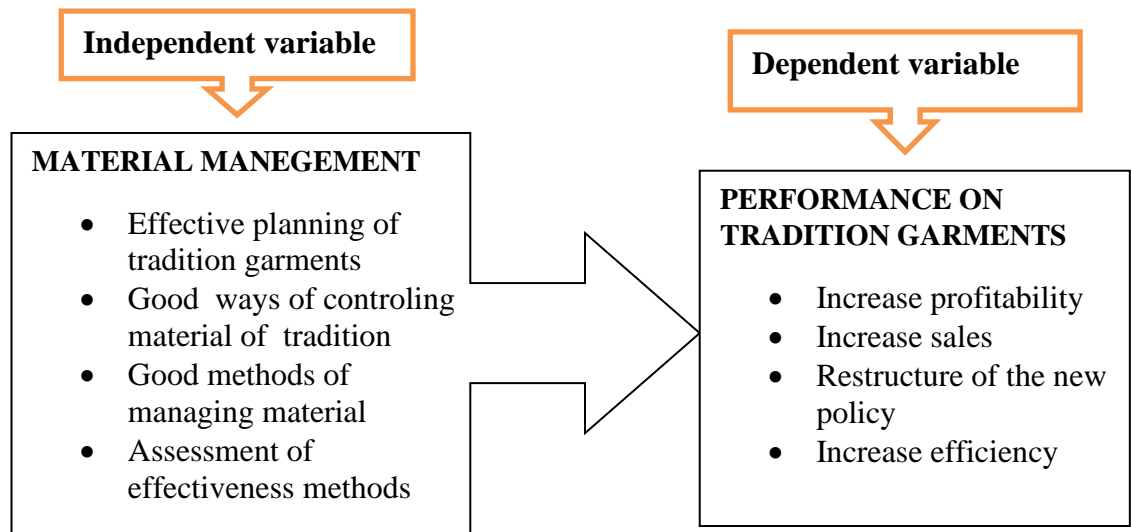 Independent variable
Dependent variable
MATERIAL MANEGEMENT
• Effective planning of
tradition garments
• Good ways of controling
material of tradition
• Good methods of
managing material
• Assessment of
effectiveness methods
PERFORMANCE ON
TRADITION GARMENTS
• Increase profitability
• Increase sales
• Restructure of the new
policy
• Increase efficiency